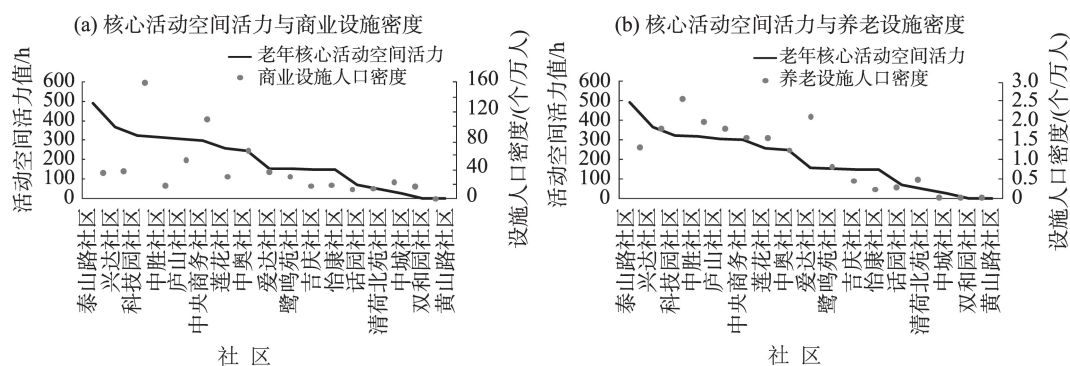 (a) 核心活动空间活力与商业设施密度
老年核心活动空间活力
商业设施人口密度
活动空间活力值/h
600
500
400
300
200
100
0
160
120
80
40
0
设施人口密度/(个/万人)
泰山路社区
兴达社区
科技园社区
中胜社区
庐山社区
中央商务社区
莲花社区
中奥社区
爱达社区
鹭鸣苑社区
吉庆社区
怡康社区
话园社区
清荷北苑社区
中城社区
双和园社区
黄山路社区
社 区
(b) 核心活动空间活力与养老设施密度
老年核心活动空间活力
养老设施人口密度
活动空间活力值/h
600
500
400
300
200
100
0
3.0
2.5
2.0
1.5
1.0
0.5
0
设施人口密度/(个/万人)
泰山路社区
兴达社区
科技园社区
中胜社区
庐山社区
中央商务社区
莲花社区
中奥社区
爱达社区
鹭鸣苑社区
吉庆社区
怡康社区
话园社区
清荷北苑社区
中城社区
双和园社区
黄山路社区
社 区